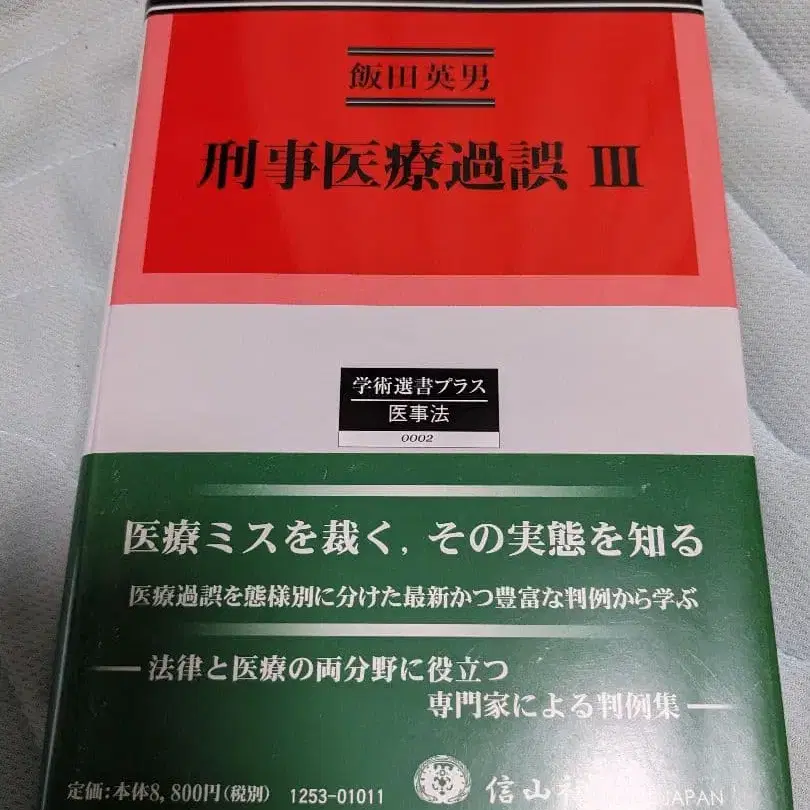 飯田英男
刑事医療過誤 III
学術選書プラス
医事法
0002
医療ミスを裁く, その実態を知る
医療過誤を態様別に分けた最新かつ豊富な判例から学ぶ
― 法律と医療の両分野に役立つ
専門家による判例集 ―
定価:本体8,800円(税別) 1253-01011
信山社 JAPAN